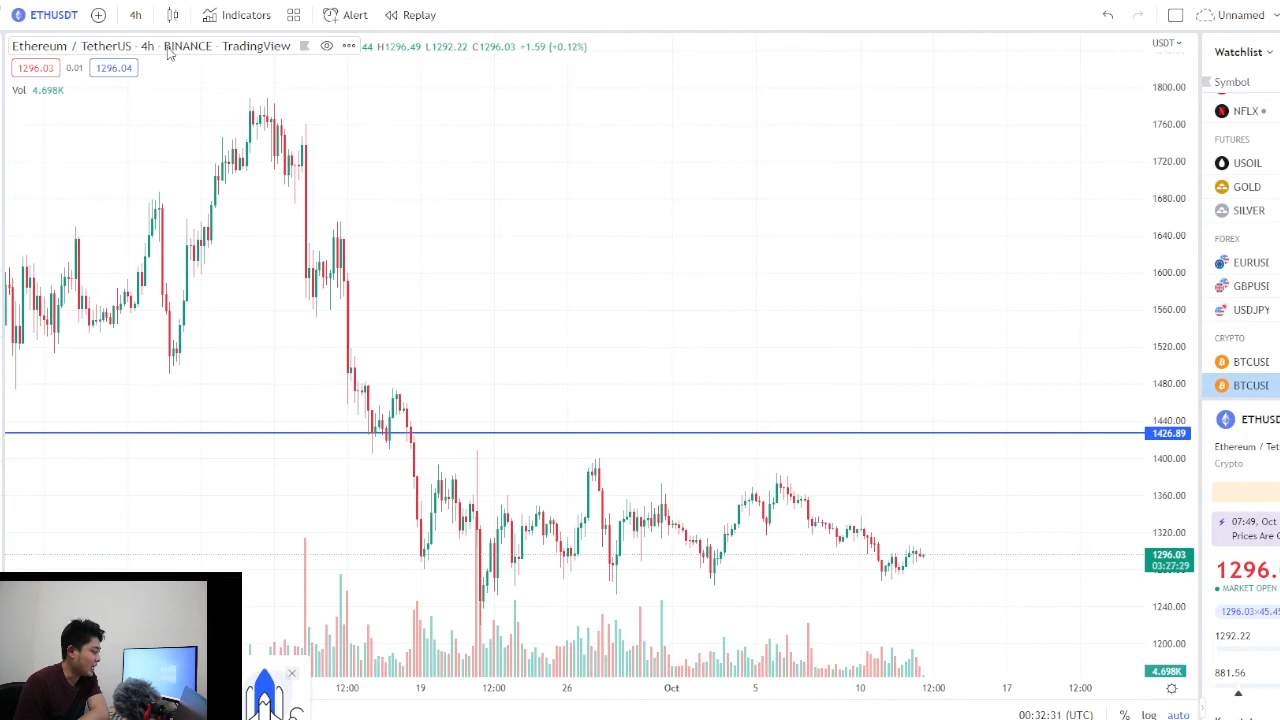 ETHUSDT 4h Indicators Alert Replay Unnamed
Ethereum / TetherUS · 4h · BINANCE · TradingView 44 H1296.49 L1292.22 C1296.03 +1.59 (+0.12%)
1296.03 0.01 1296.04
Vol 4.698K
USDT
1800.00
1760.00
1720.00
1680.00
1640.00
1600.00
1560.00
1520.00
1480.00
1440.00
1426.89
1400.00
1360.00
1320.00
1296.03
03:27:29
1240.00
1200.00
4.698K
12:00 19 12:00 26 Oct 5 10 12:00 17 12:00
00:32:31 (UTC) % log auto
Watchlist
Symbol
NFLX
FUTURES
USOIL
GOLD
SILVER
FOREX
EURUSI
GBPUSI
USDJPY
CRYPTO
BTCUSI
BTCUSI
ETHUSD
Ethereum / Tet
Crypto
07:49, Oct
Prices Are
1296.
MARKET OPEN
1296.03×45.4
1292.22
881.56